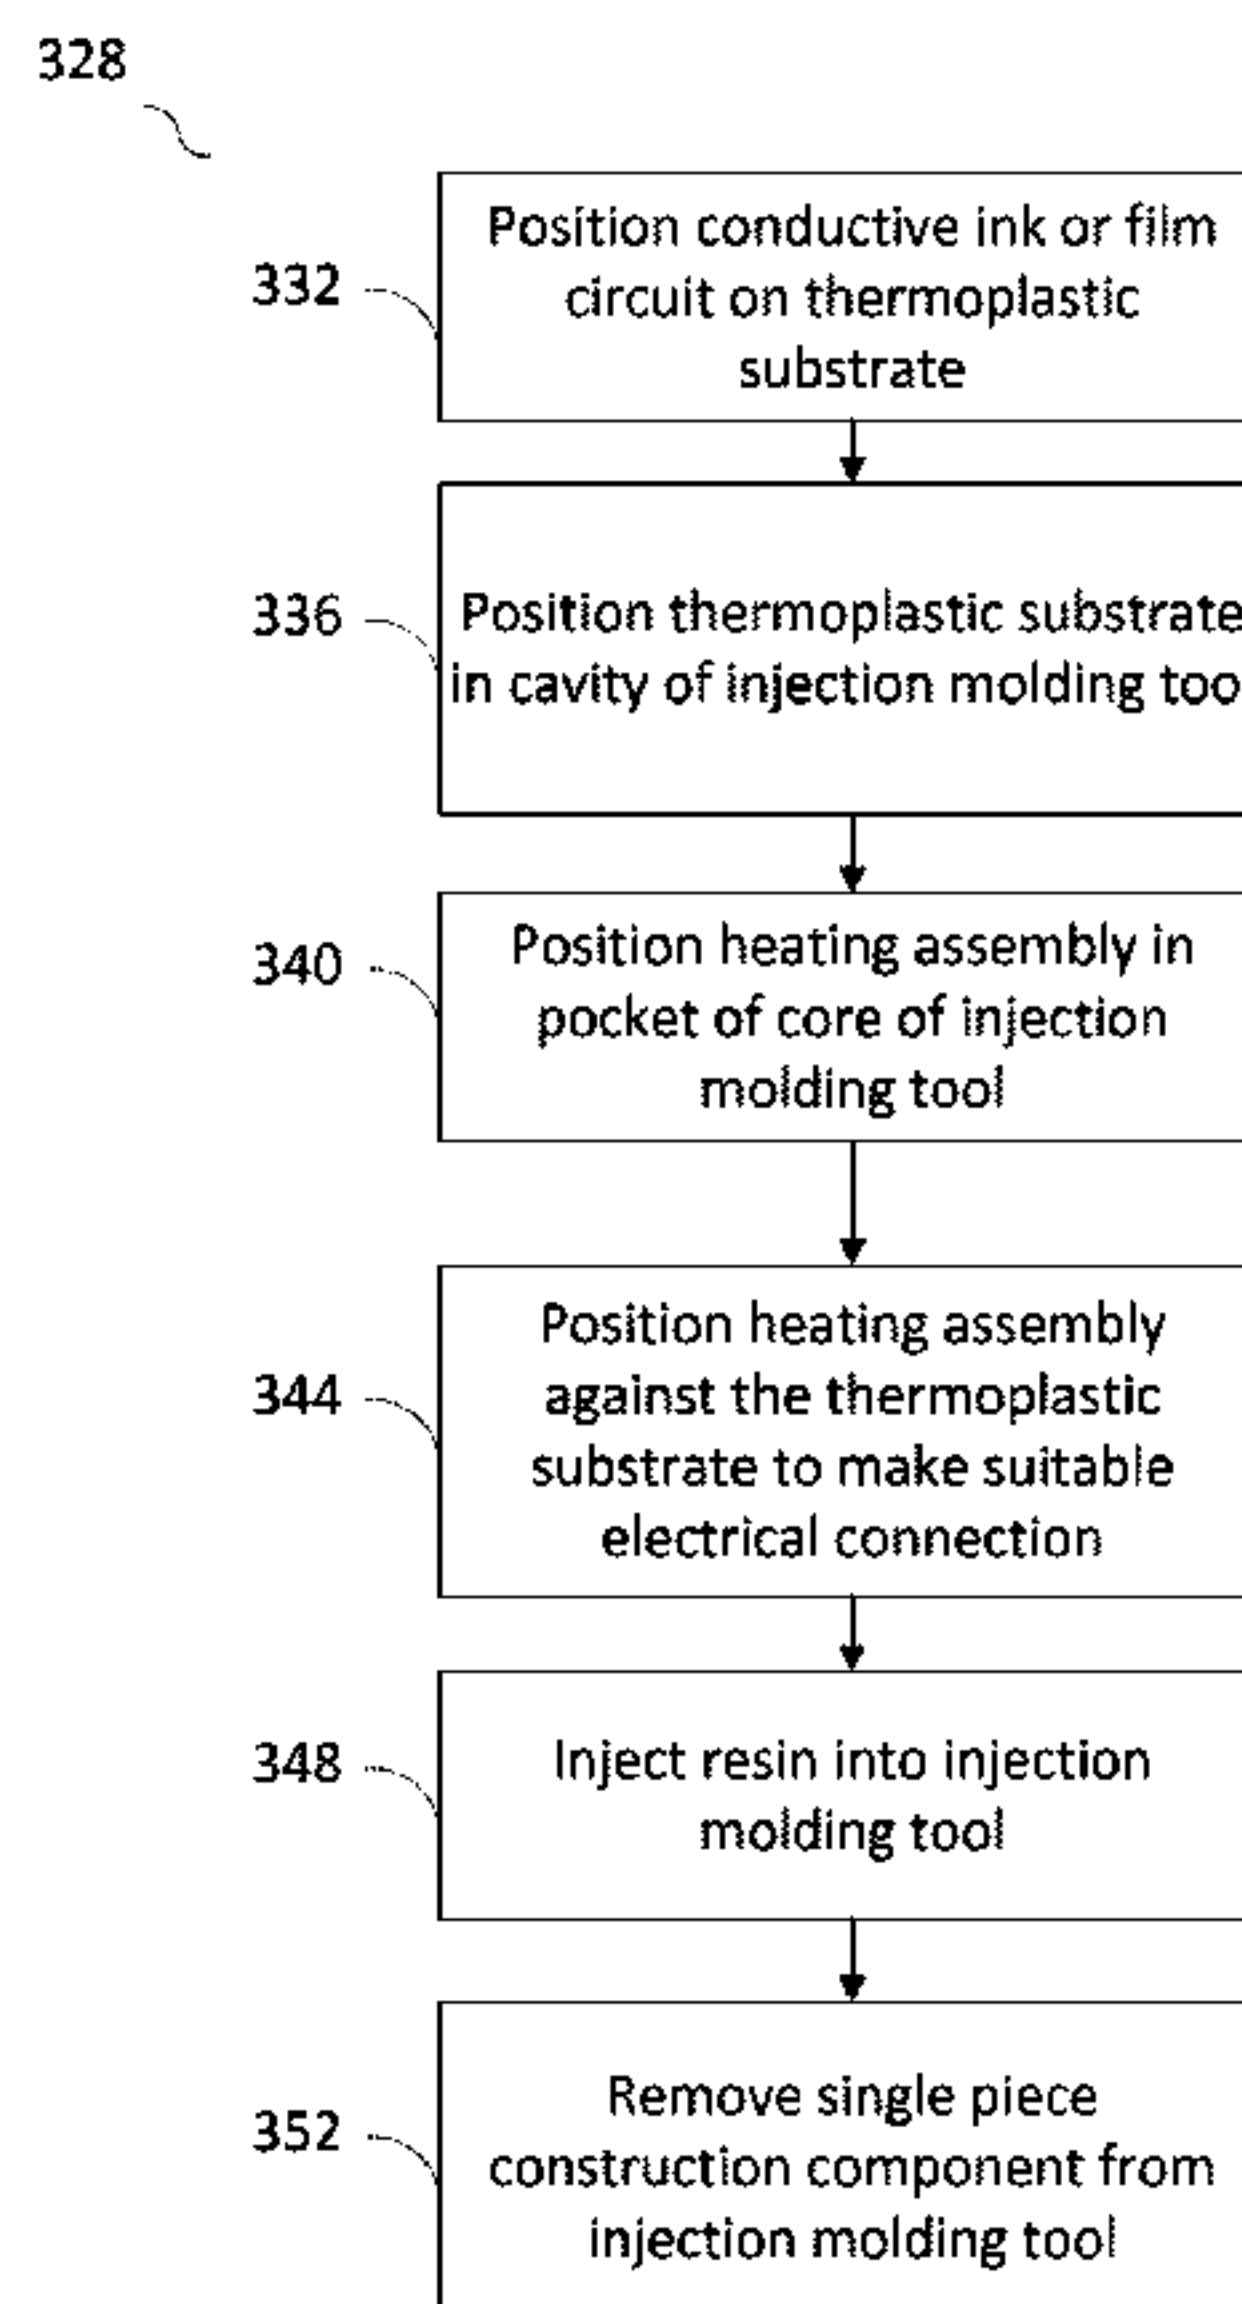 328
332
Position conductive ink or film
circuit on thermoplastic
substrate
336
Position thermoplastic substrate
in cavity of injection molding too
340
Position heating assembly in
pocket of core of injection
molding tool
344
Position heating assembly
against the thermoplastic
substrate to make suitable
electrical connection
348
Inject resin into injection
molding tool
352
Remove single piece
construction component from
injection molding tool